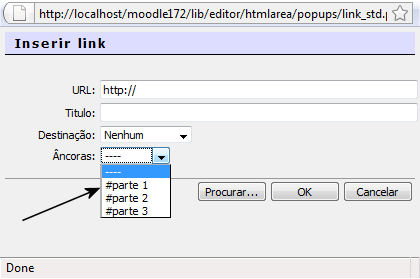 http://localhost/moodle172/lib/editor/htmlarea/popups/link_std.
Inserir link
URL: http://
Titulo:
Destinação: Nenhum
Âncoras: ----
----
#parte 1
#parte 2
#parte 3
Procurar... OK Cancelar
Done